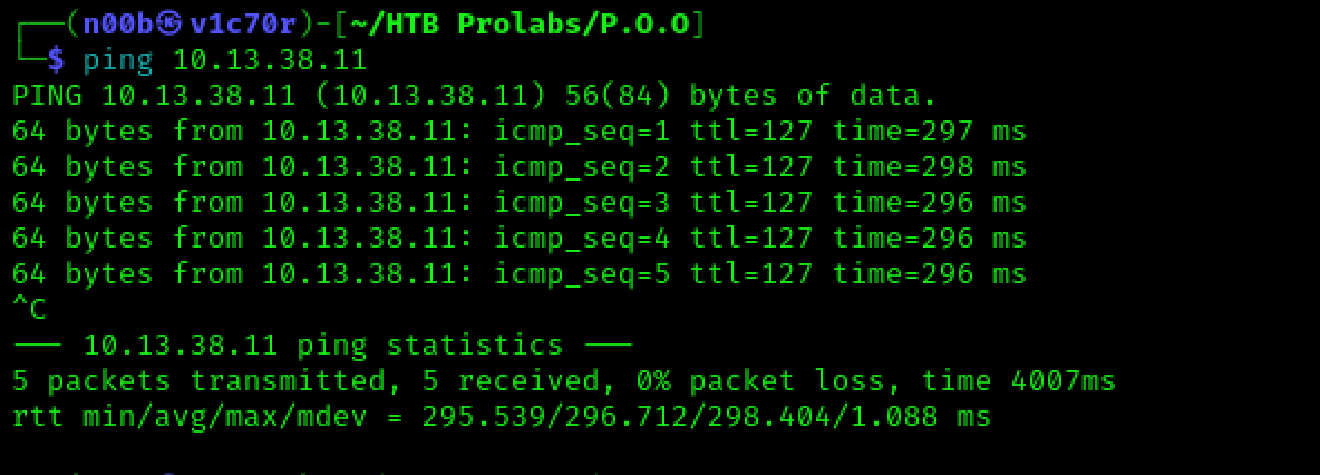 ┌──(n00b㉿v1c70r)-[~/HTB Prolabs/P.O.O]
└─$ ping 10.13.38.11
PING 10.13.38.11 (10.13.38.11) 56(84) bytes of data.
64 bytes from 10.13.38.11: icmp_seq=1 ttl=127 time=297 ms
64 bytes from 10.13.38.11: icmp_seq=2 ttl=127 time=298 ms
64 bytes from 10.13.38.11: icmp_seq=3 ttl=127 time=296 ms
64 bytes from 10.13.38.11: icmp_seq=4 ttl=127 time=296 ms
64 bytes from 10.13.38.11: icmp_seq=5 ttl=127 time=296 ms
^C
─── 10.13.38.11 ping statistics ───
5 packets transmitted, 5 received, 0% packet loss, time 4007ms
rtt min/avg/max/mdev = 295.539/296.712/298.404/1.088 ms